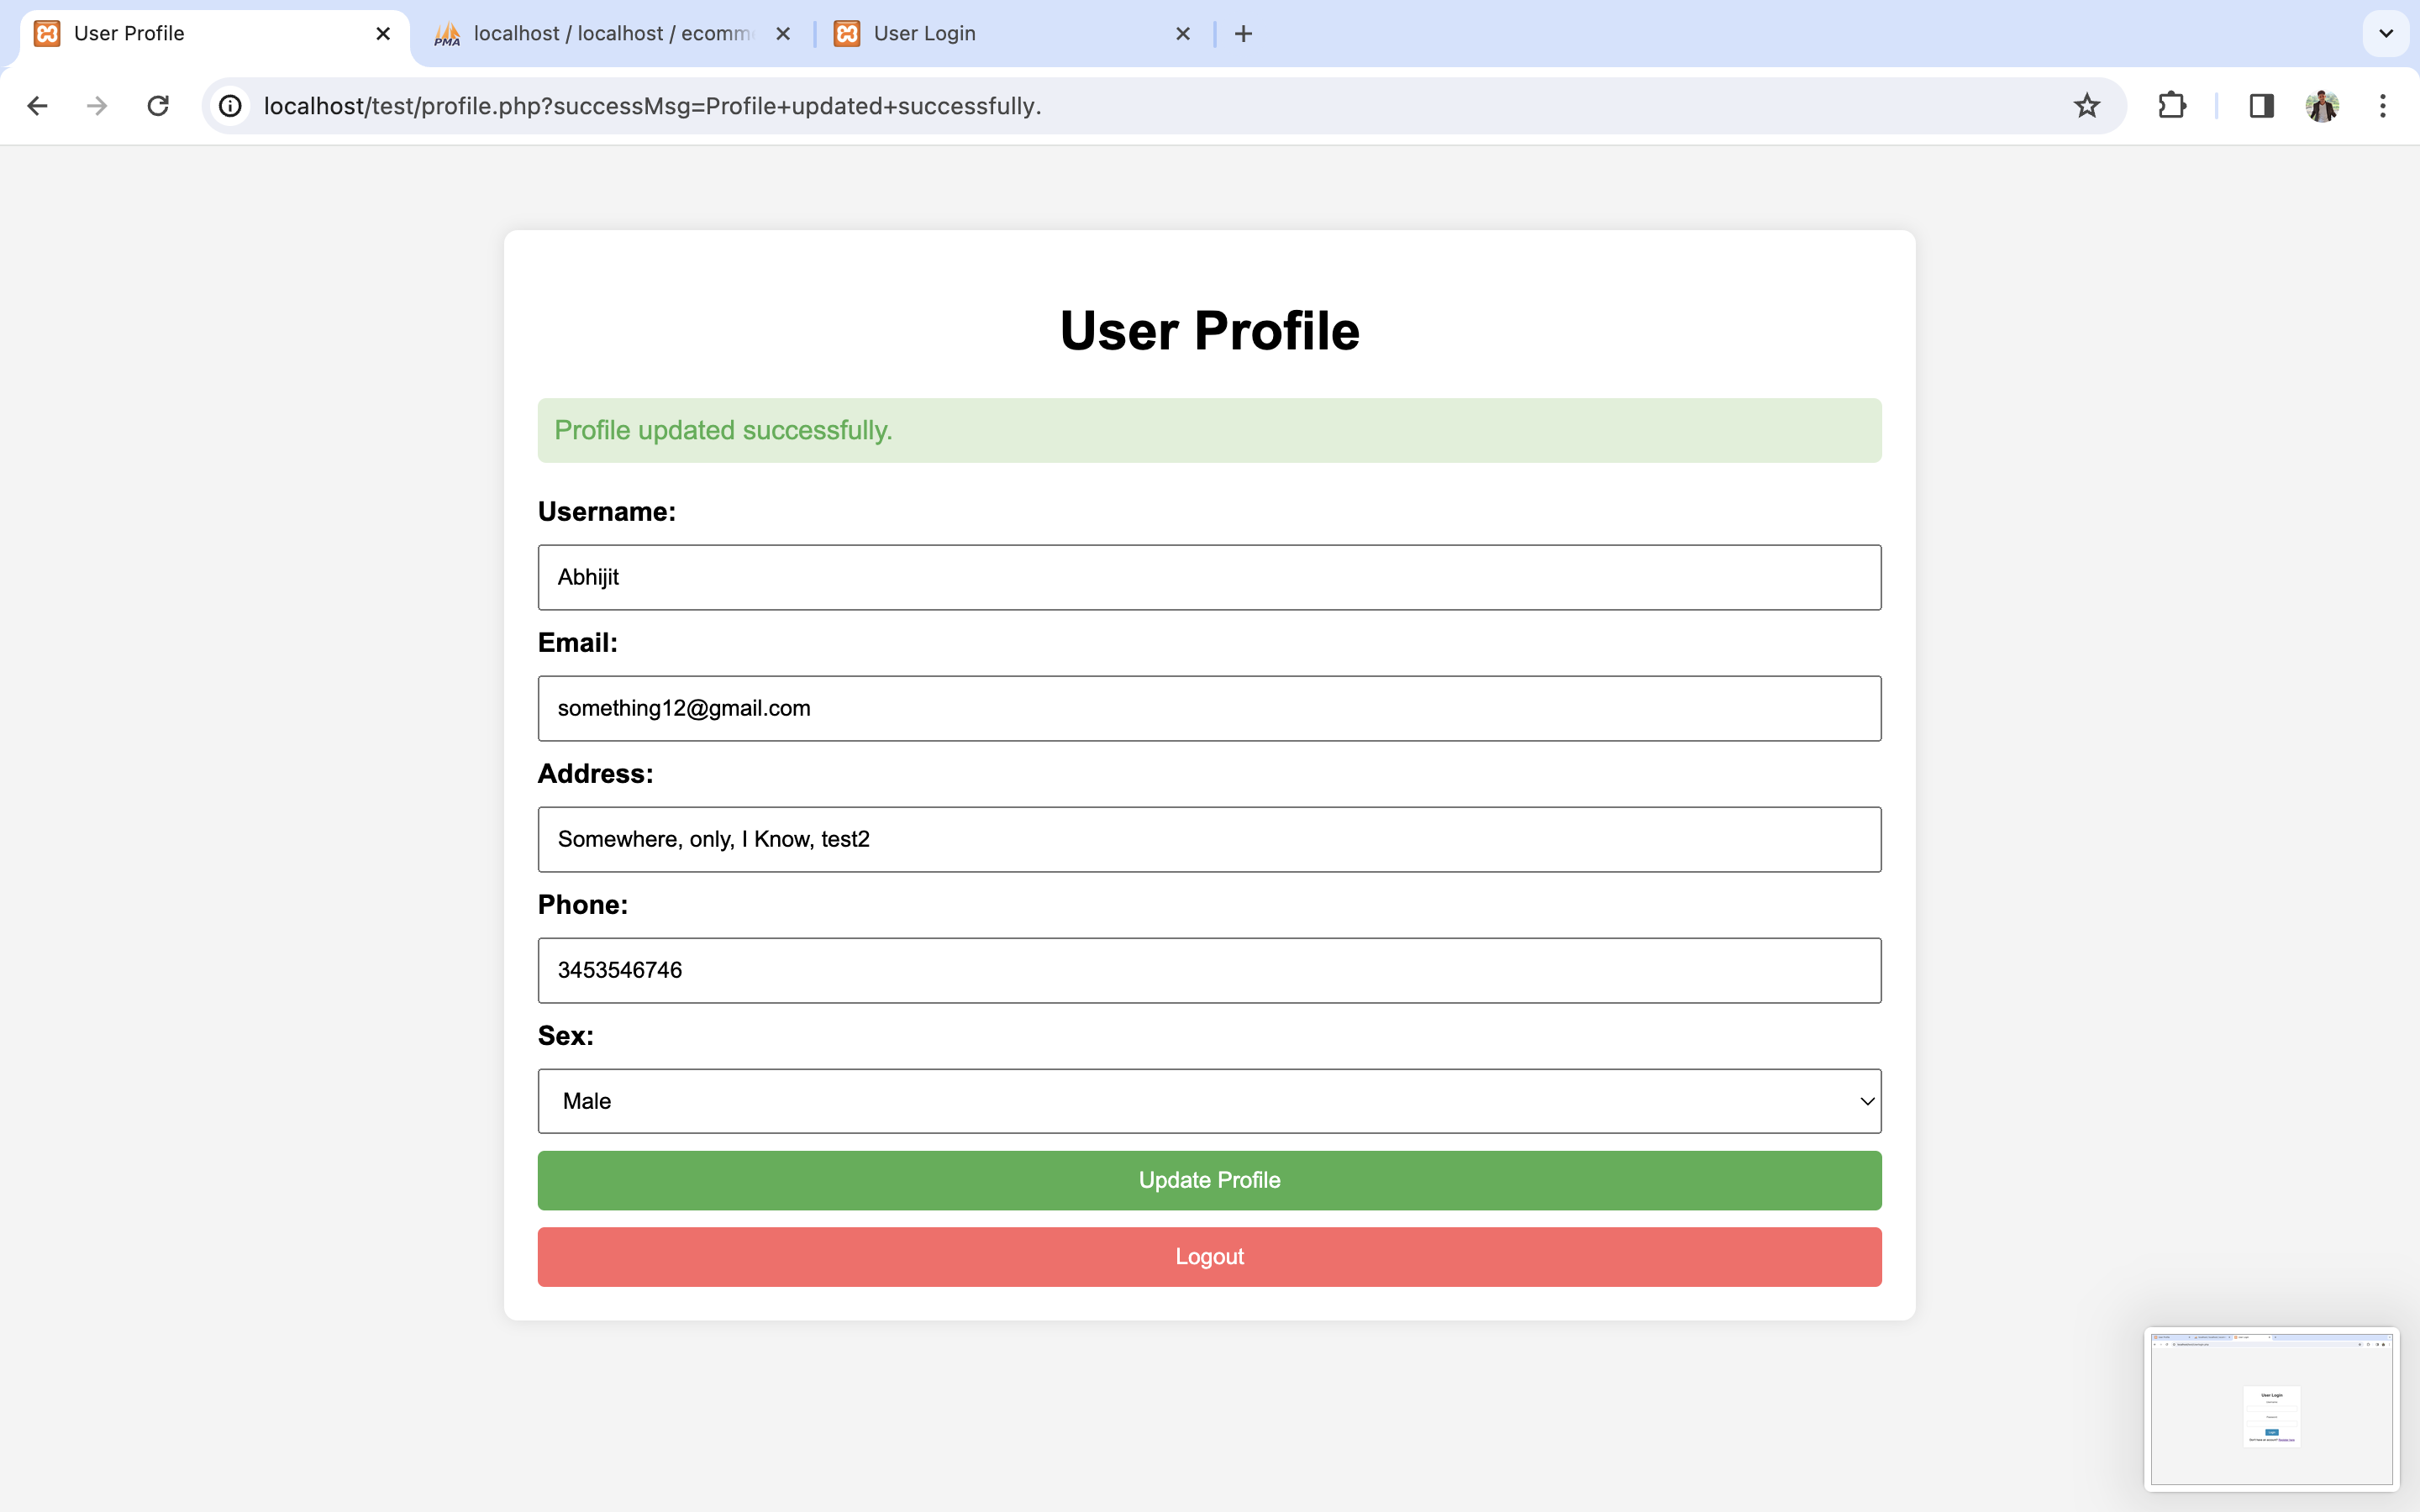 User Profile
localhost / localhost / ecomm
User Login
localhost/test/profile.php?successMsg=Profile+updated+successfully.
User Profile
Profile updated successfully.
Username:
Abhijit
Email:
something12@gmail.com
Address:
Somewhere, only, I Know, test2
Phone:
3453546746
Sex:
Male
Update Profile
Logout
User Login